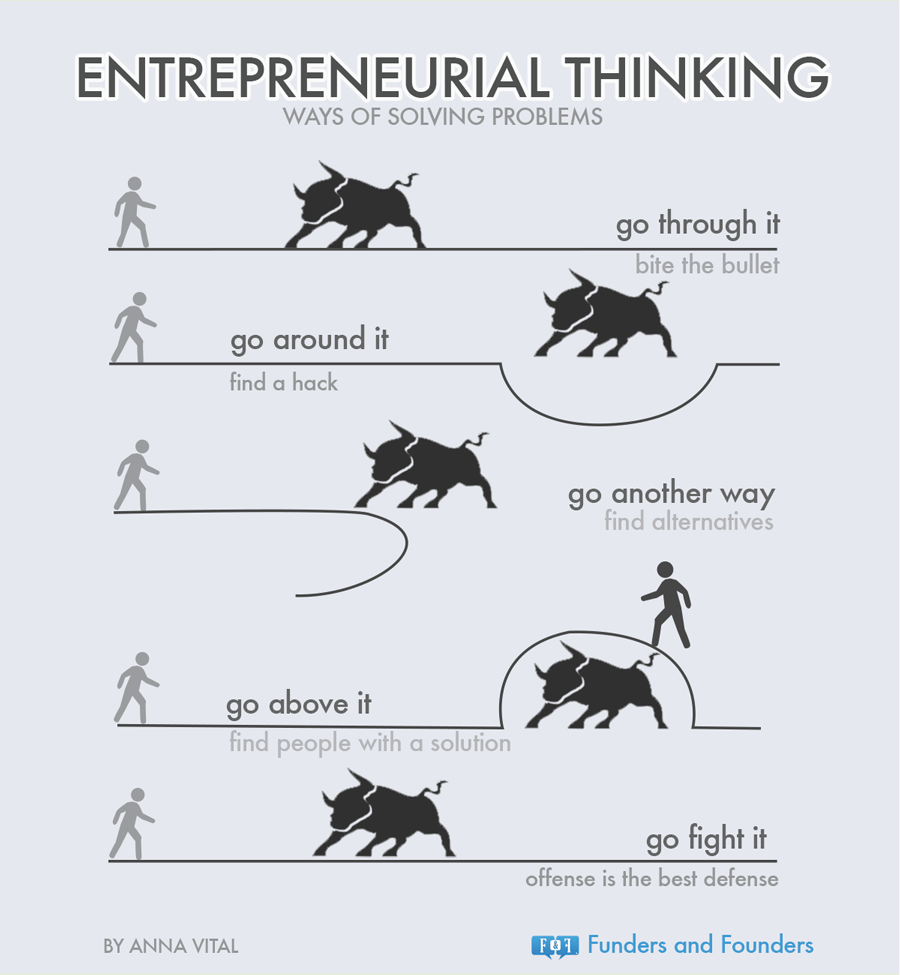 ENTREPRENEURIAL THINKING
WAYS OF SOLVING PROBLEMS
go through it
bite the bullet
go around it
find a hack
go another way
find alternatives
go above it
find people with a solution
go fight it
offense is the best defense
BY ANNA VITAL
F&F Funders and Founders